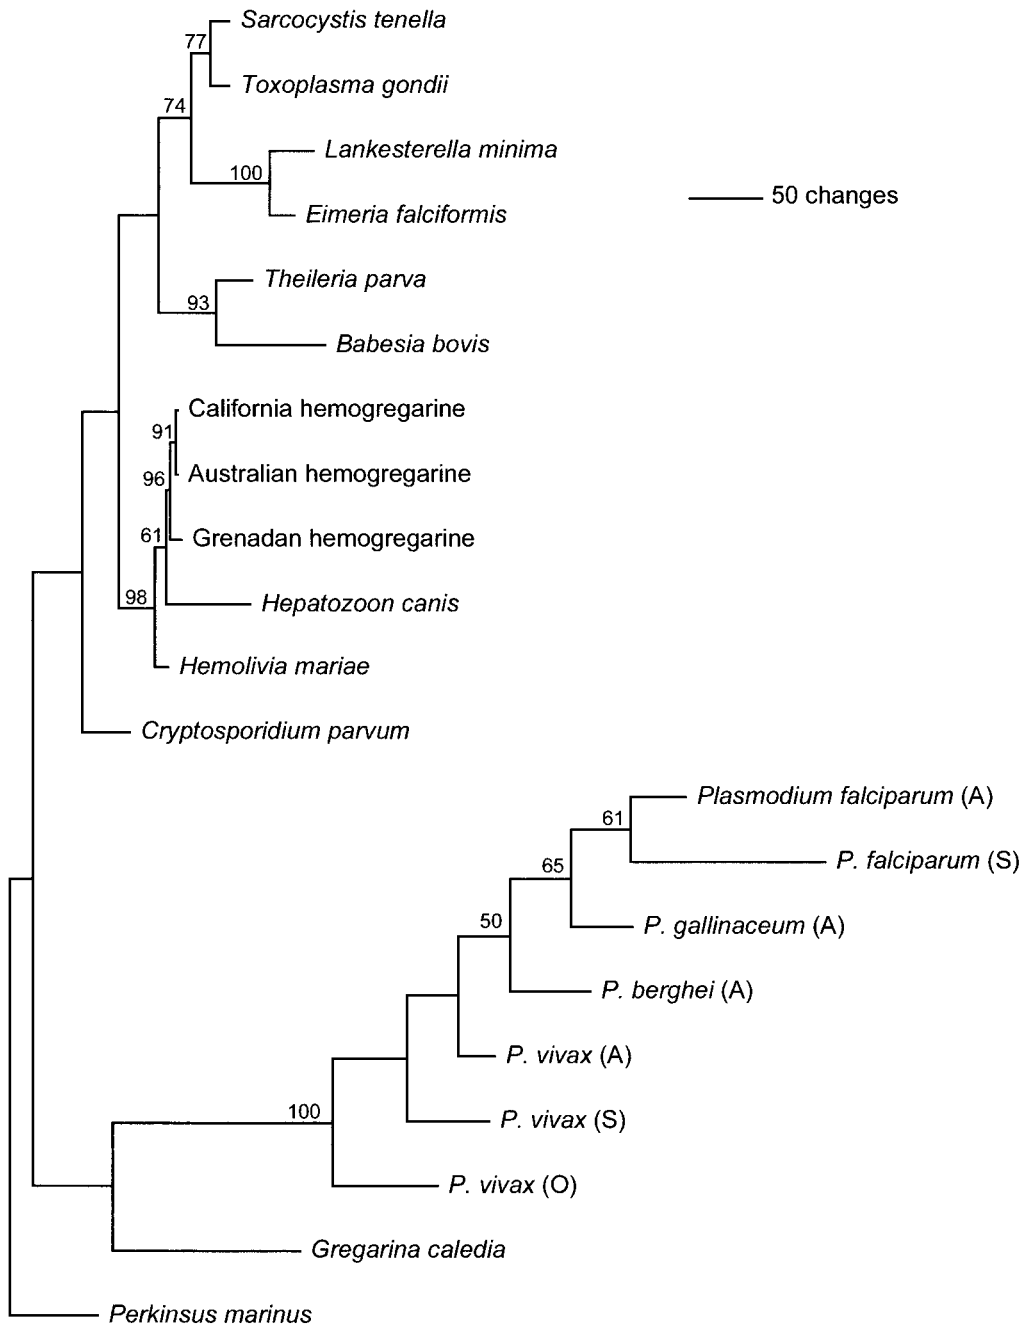 Sarcocystis tenella
77
Toxoplasma gondii
74
Lankesterella minima
100
50 changes
Eimeria falciformis
Theileria parva
93
Babesia bovis
California hemogregarine
91
Australian hemogregarine
96
61
Grenadan hemogregarine
98
Hepatozoon canis
Hemolivia mariae
Cryptosporidium parvum
Plasmodium falciparum (A)
61
P. falciparum (S)
65
P. gallinaceum (A)
50
P. berghei (A)
P. vivax (A)
100
P. vivax (S)
P. vivax (O)
Gregarina caledia
Perkinsus marinus